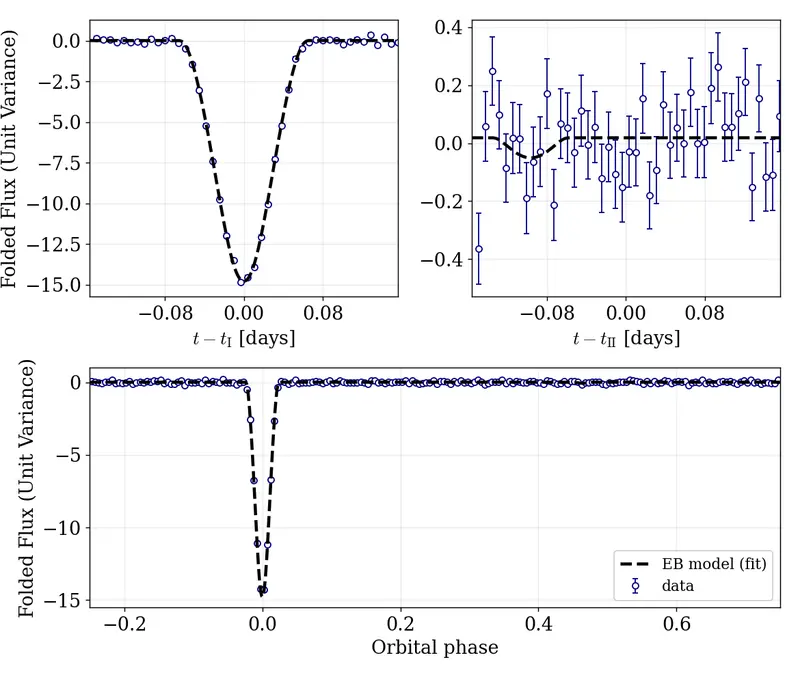 Folded Flux (Unit Variance)
0.0
−2.5
−5.0
−7.5
−10.0
−12.5
−15.0
−0.08 0.00 0.08
t − tI [days]
0.4
0.2
0.0
−0.2
−0.4
−0.08 0.00 0.08
t − tII [days]
Folded Flux (Unit Variance)
0
−5
−10
−15
−0.2 0.0 0.2 0.4 0.6
Orbital phase
EB model (fit)
data